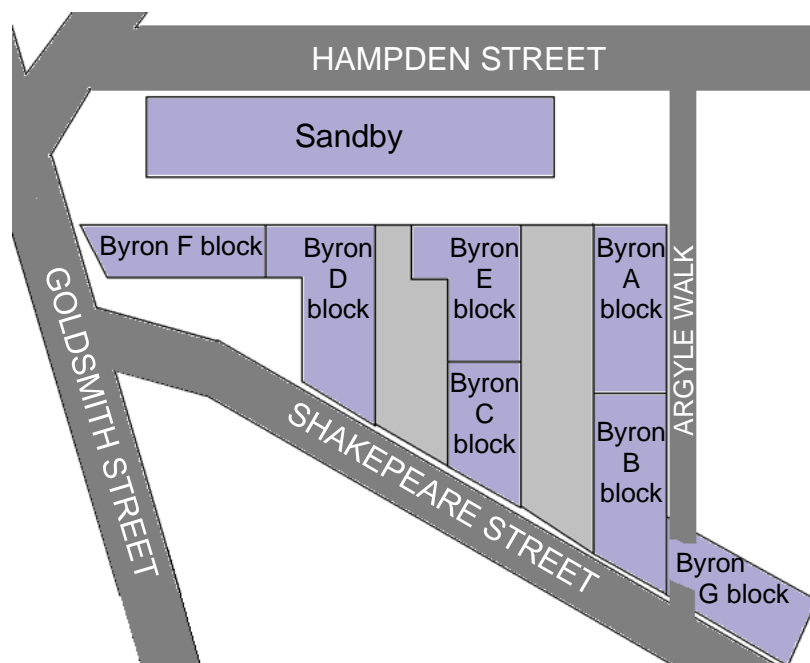 HAMPDEN STREET
Sandby
Byron F block
Byron
D
block
Byron
E
block
Byron
A
block
GOLDSMITH STREET
ARGYLE WALK
Byron
C
block
Byron
B
block
SHAKEPEARE STREET
Byron
G block